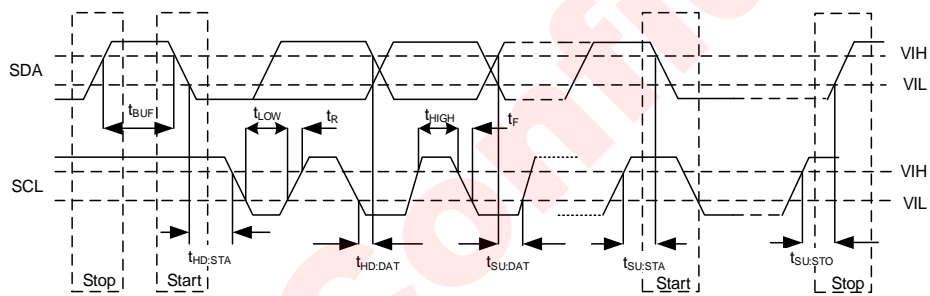 SDA
VIH
VIL
tBUF
tLOW
tR
tHIGH
tF
SCL
VIH
VIL
tHD:STA
tHD:DAT
tSU:DAT
tSU:STA
tSU:STO
Stop
Start
Start
Stop